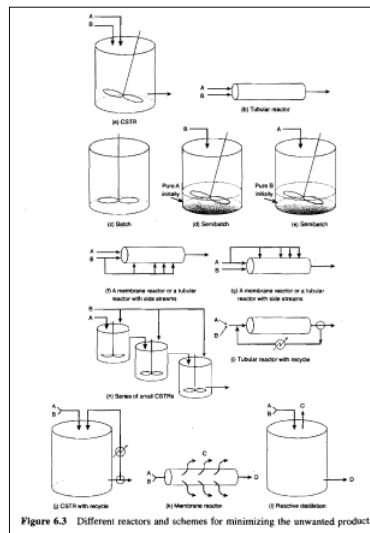 A
B
(a) CSTR
A
B
(b) Tubular reactor
(c) Batch
B
Pure A
initially
(d) Semibatch
A
Pure B
initially
(e) Semibatch
A
B
(f) A membrane reactor or a tubular
reactor with side streams
A
B
(g) A membrane reactor or a tubular
reactor with side streams
B
A
(h) Series of small CSTRs
A
B
(i) Tubular reactor with recycle
A
B
(j) CSTR with recycle
A
B
C
D
(k) Membrane reactor
A
B
C
D
(l) Reactive distillation
Figure 6.3 Different reactors and schemes for minimizing the unwanted product